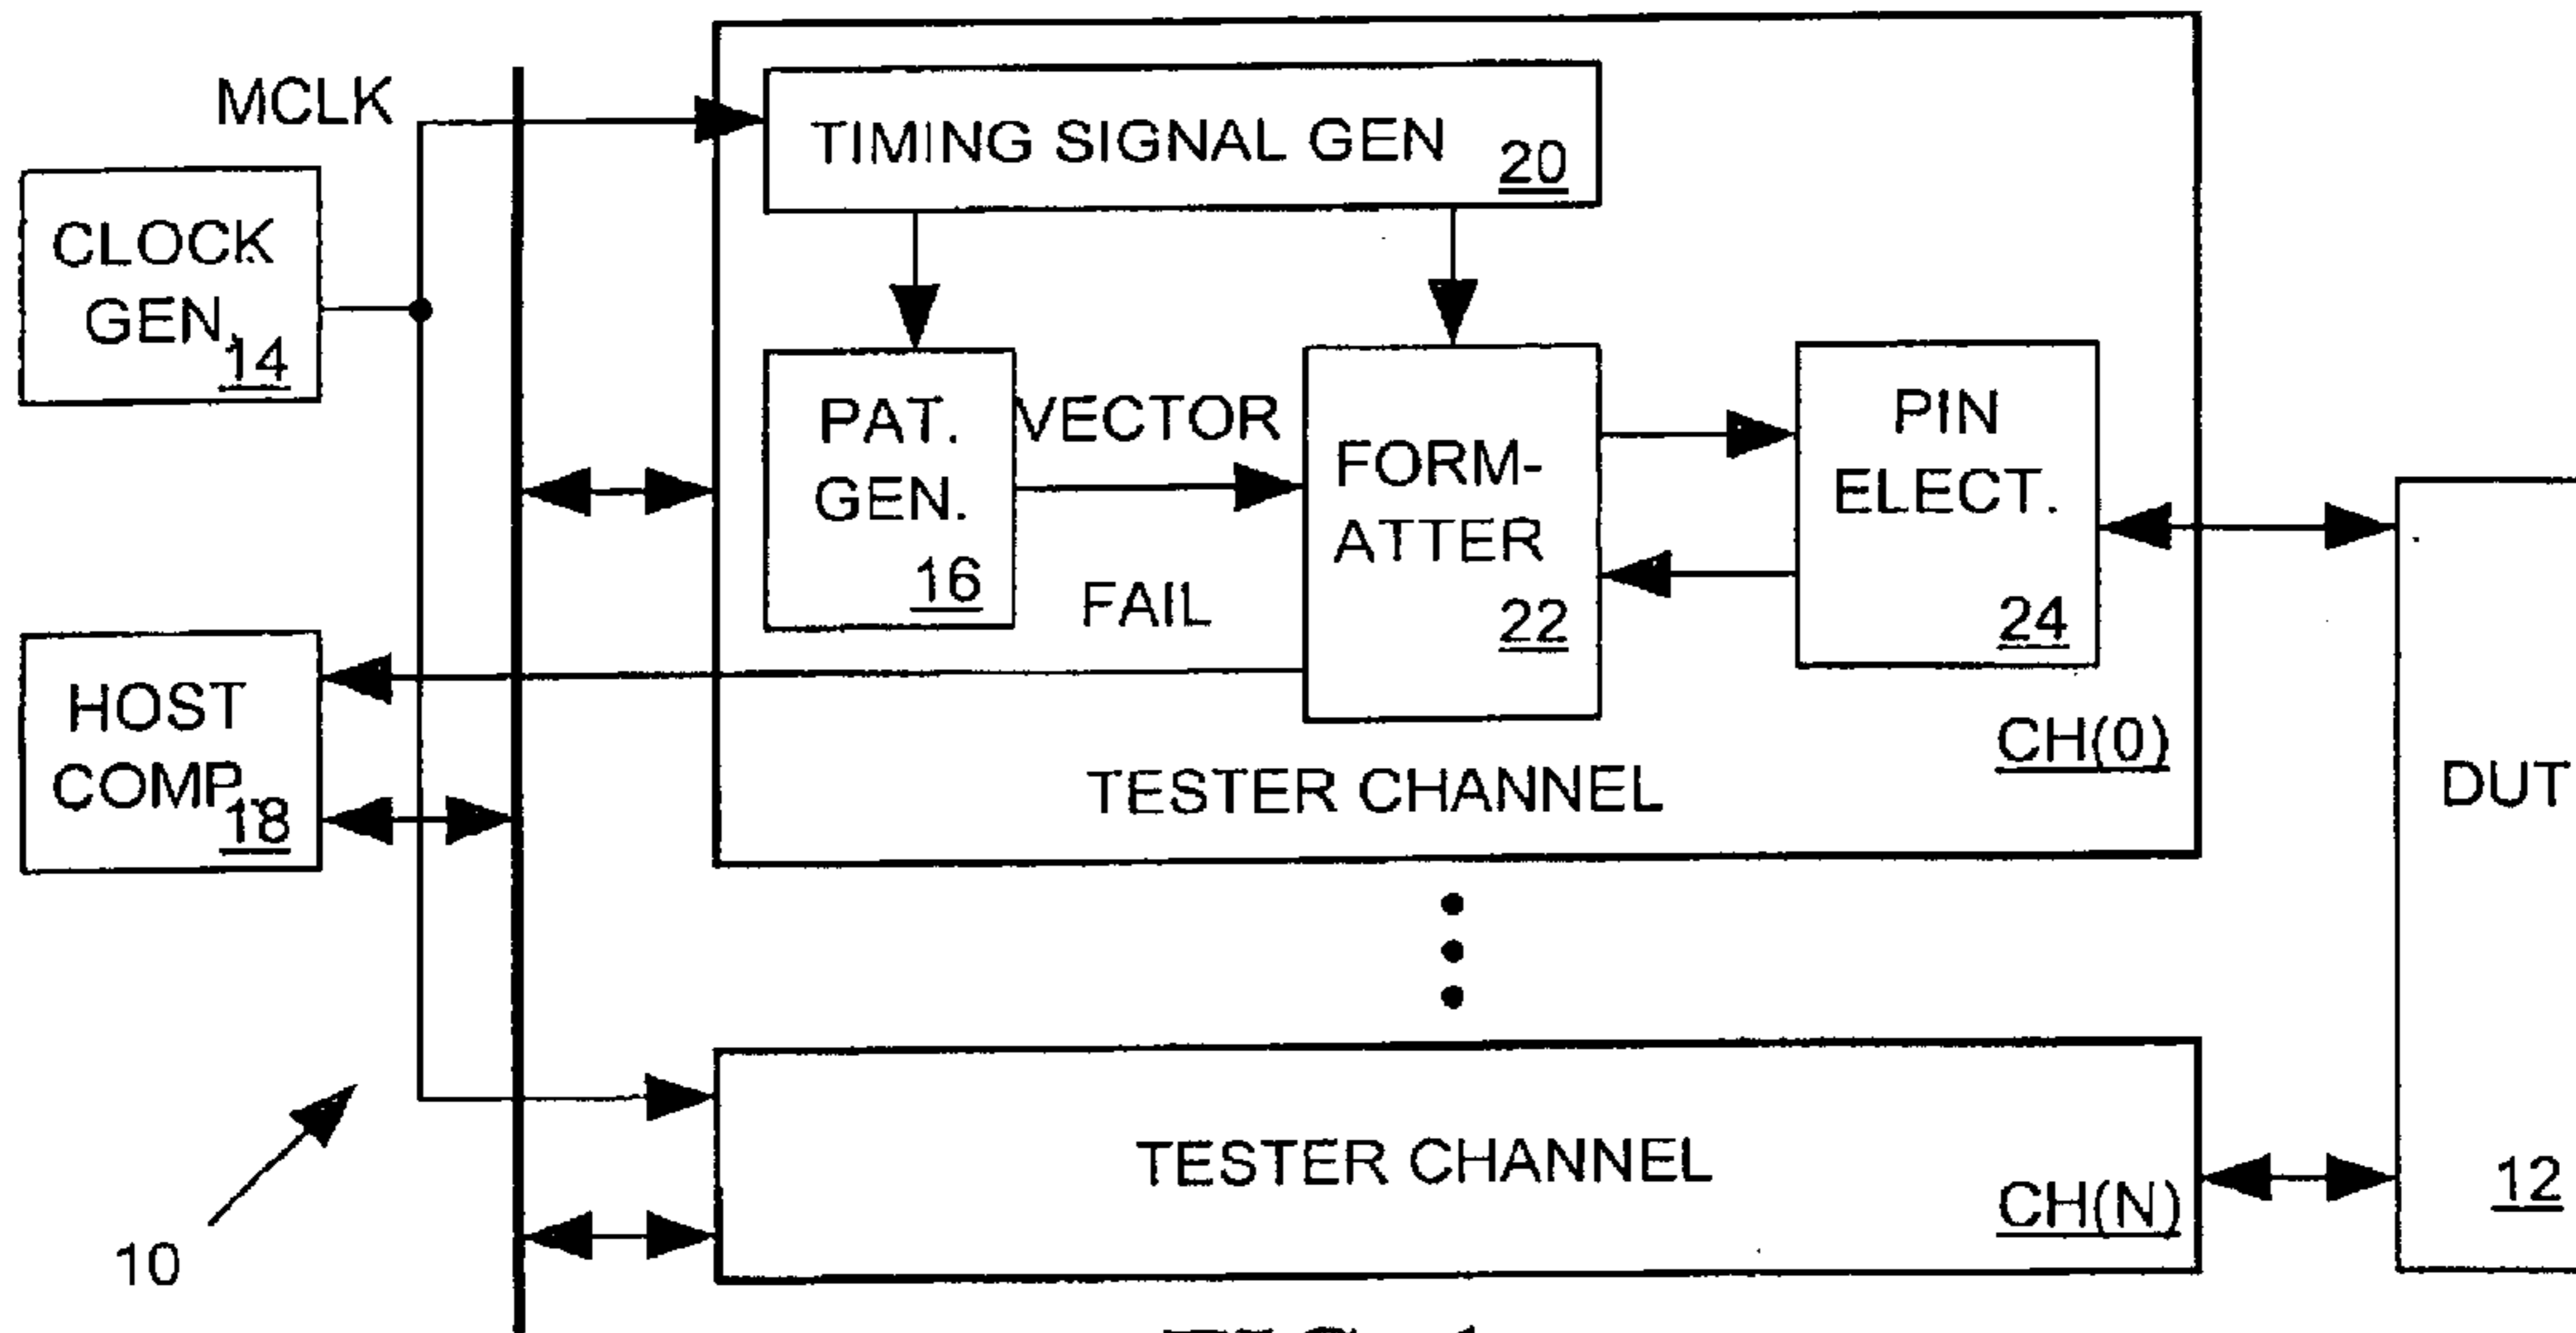 MCLK
CLOCK
GEN.
14
TIMING SIGNAL GEN
20
PAT.
GEN.
16
VECTOR
FAIL
FORM-
ATTER
22
PIN
ELECT.
24
HOST
COMP.
18
TESTER CHANNEL
CH(0)
DUT
12
TESTER CHANNEL
CH(N)
10